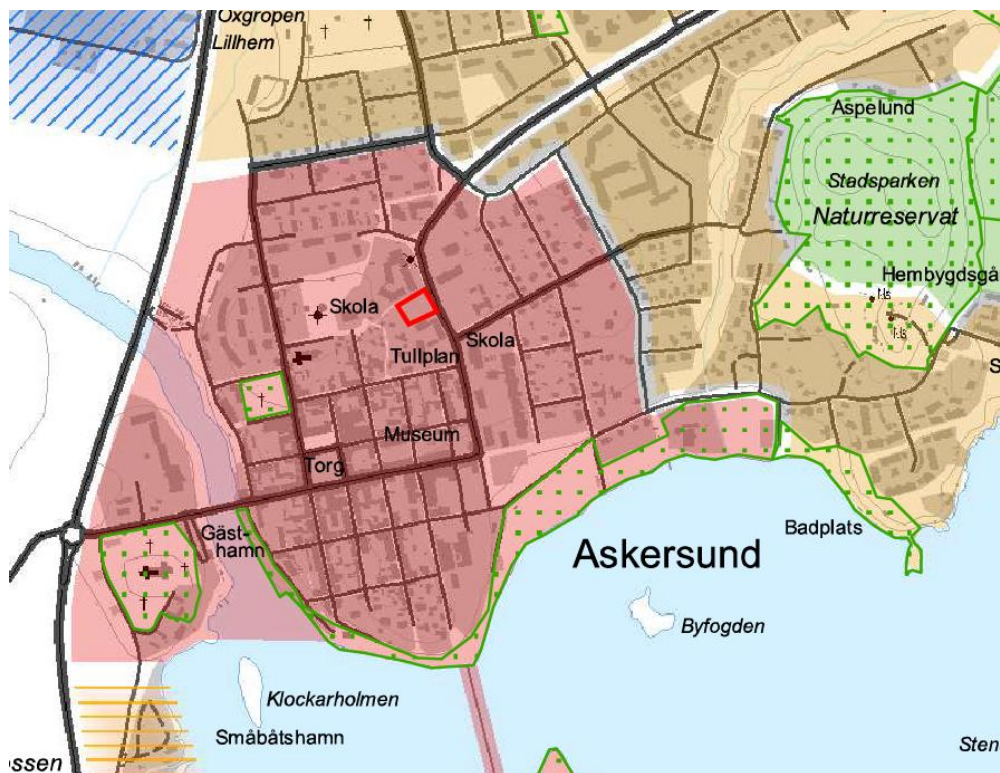 Oxgropen
Lillhem
Aspelund
Stadsparken
Naturreservat
Hembygdsgå
Skola
Skola
Tullplan
Museum
Torg
Gäst-
hamn
Badplats
Askersund
Byfogden
Klockarholmen
Småbåtshamn
Sten
ossen
S